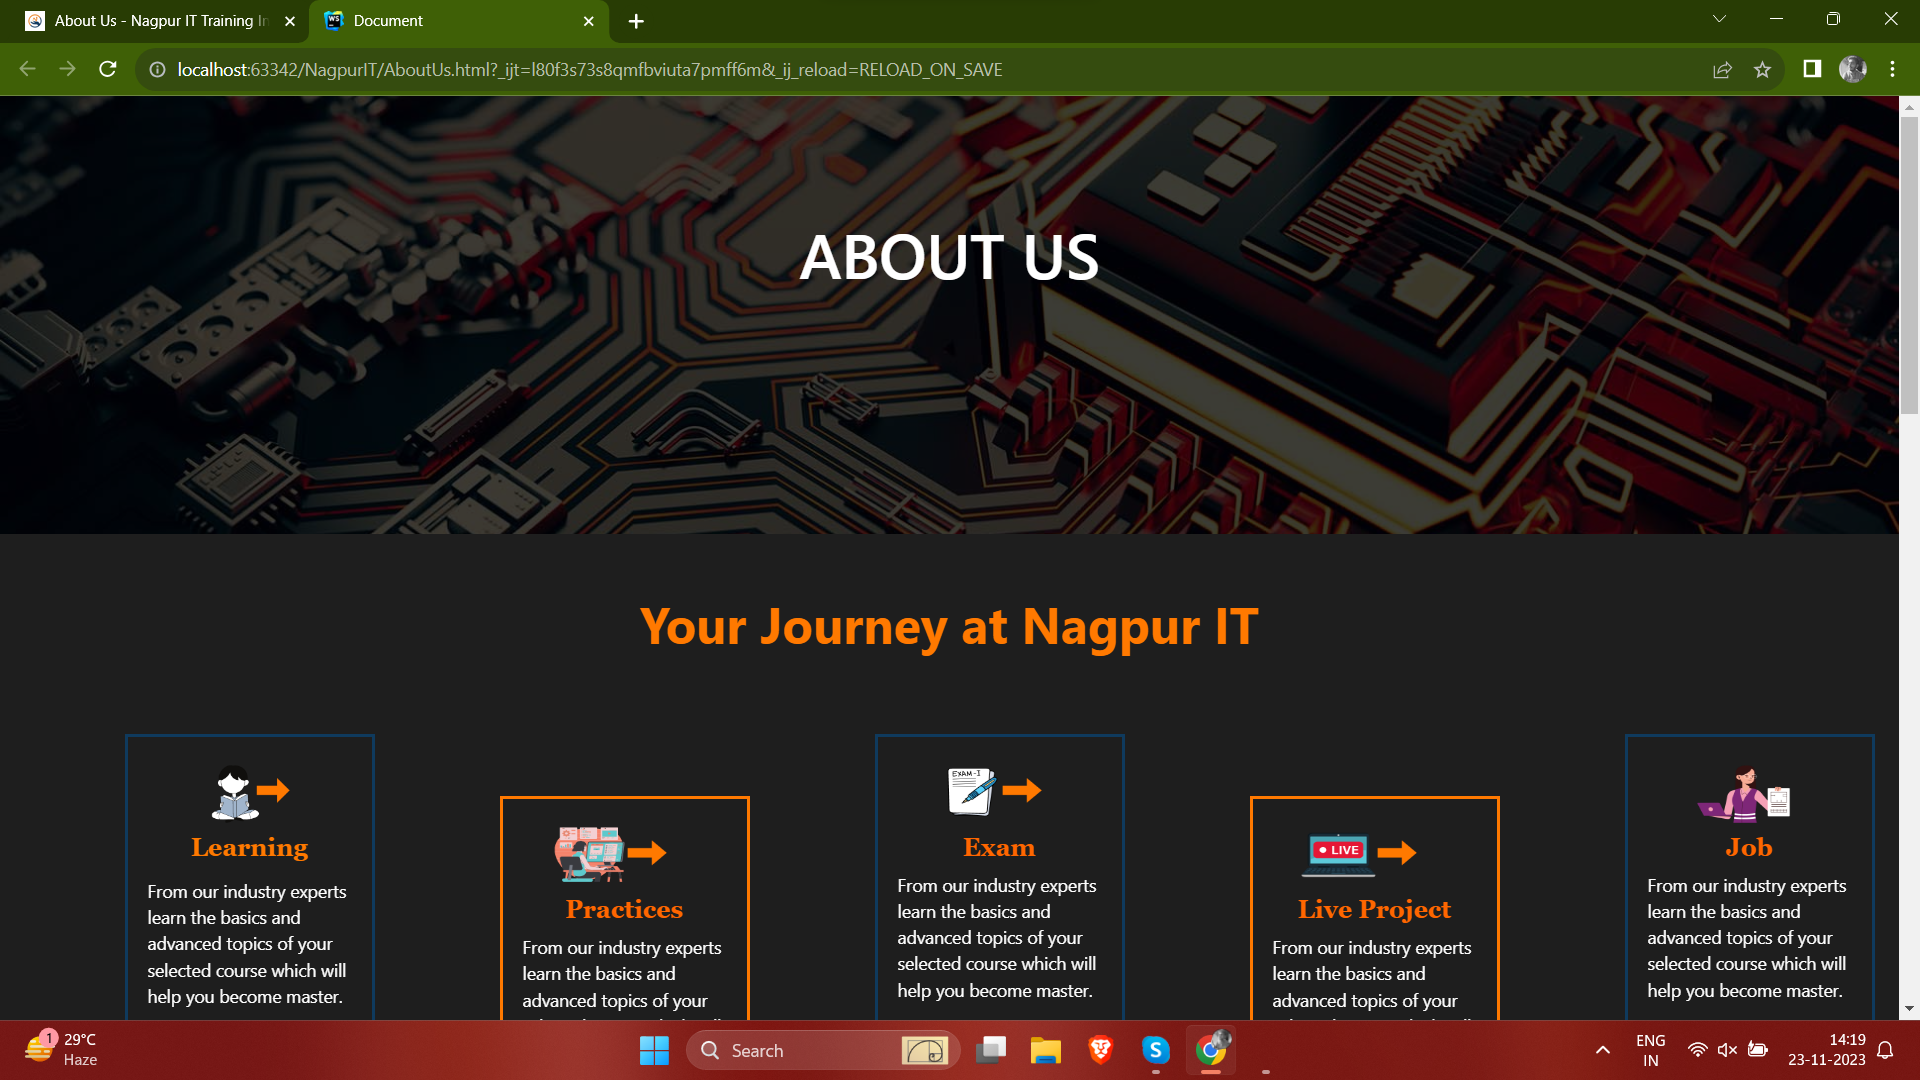 About Us - Nagpur IT Training In
Document
localhost:63342/NagpurIT/AboutUs.html?_ijt=l80f3s73s8qmfbviuta7pmff6m&_ij_reload=RELOAD_ON_SAVE
ABOUT US
Your Journey at Nagpur IT
Learning
From our industry experts
learn the basics and
advanced topics of your
selected course which will
help you become master.
Practices
From our industry experts
learn the basics and
advanced topics of your
EXAM-I
Exam
From our industry experts
learn the basics and
advanced topics of your
selected course which will
help you become master.
LIVE
Live Project
From our industry experts
learn the basics and
advanced topics of your
Job
From our industry experts
learn the basics and
advanced topics of your
selected course which will
help you become master.
1
29°C
Haze
Search
ENG
IN
14:19
23-11-2023